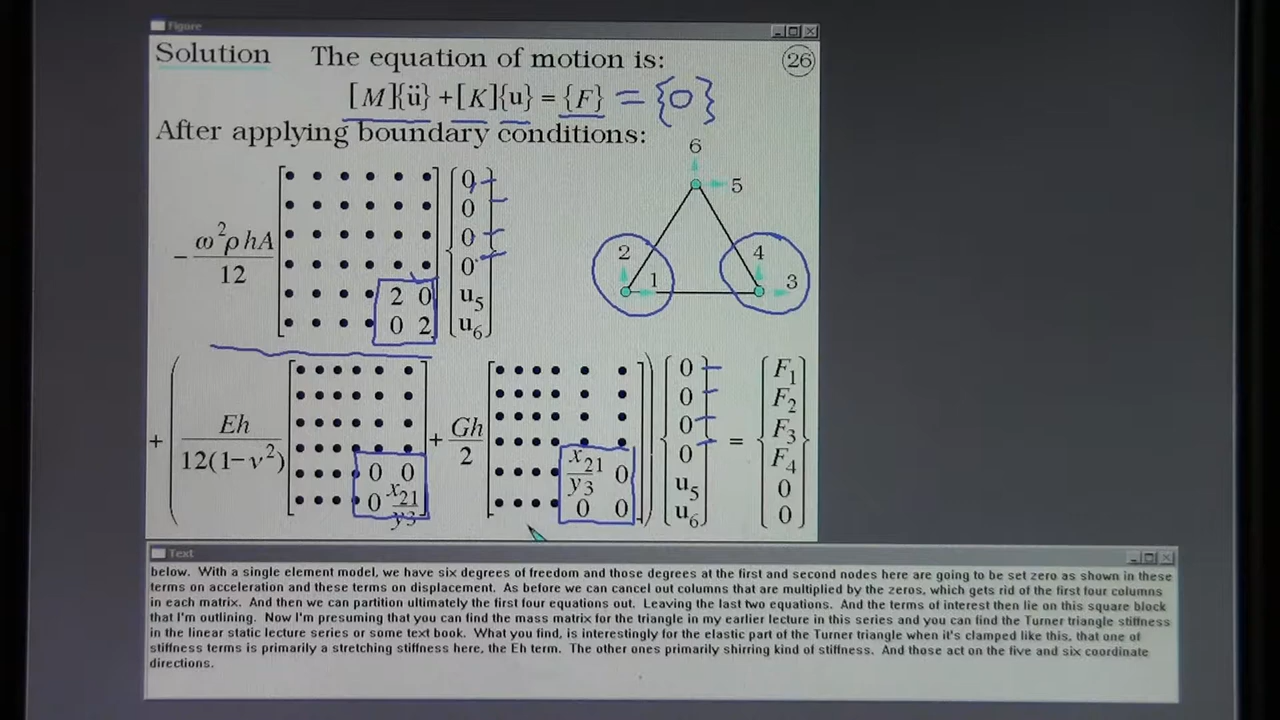 Figure
Solution The equation of motion is:
26
[M]{ü} + [K]{u} = {F} = {0}
After applying boundary conditions:
6
5
2
1
4
3
- ω²ρhA / 12
0
0
0
0
2 0 u5
0 2 u6
+ ( Eh / 12(1-ν²)
0 0
0 x21/y3
+ Gh / 2
x21/y3 0
0 0
0
0
0
0
u5
u6
=
F1
F2
F3
F4
0
0
Text
below. With a single element model, we have six degrees of freedom and those degrees at the first and second nodes here are going to be set zero as shown in these
terms on acceleration and these terms on displacement. As before we can cancel out columns that are multiplied by the zeros, which gets rid of the first four columns
in each matrix. And then we can partition ultimately the first four equations out. Leaving the last two equations. And the terms of interest then lie on this square block
that I'm outlining. Now I'm presuming that you can find the mass matrix for the triangle in my earlier lecture in this series and you can find the Turner triangle stiffness
in the linear static lecture series or some text book. What you find, is interestingly for the elastic part of the Turner triangle when it's clamped like this, that one of
stiffness terms is primarily a stretching stiffness here, the Eh term. The other ones primarily shirring kind of stiffness. And those act on the five and six coordinate
directions.